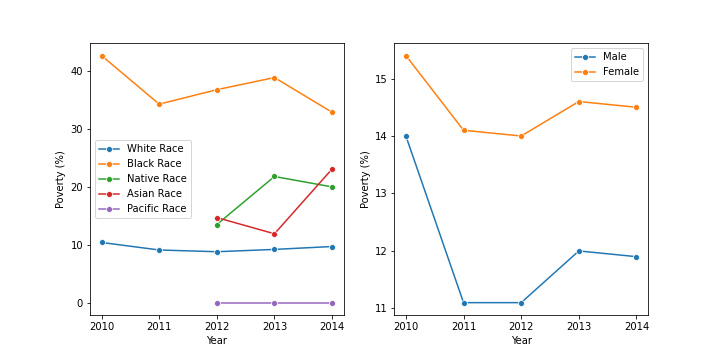 40
30
20
10
0
Poverty (%)
White Race
Black Race
Native Race
Asian Race
Pacific Race
2010 2011 2012 2013 2014
Year
15
14
13
12
11
Poverty (%)
Male
Female
2010 2011 2012 2013 2014
Year